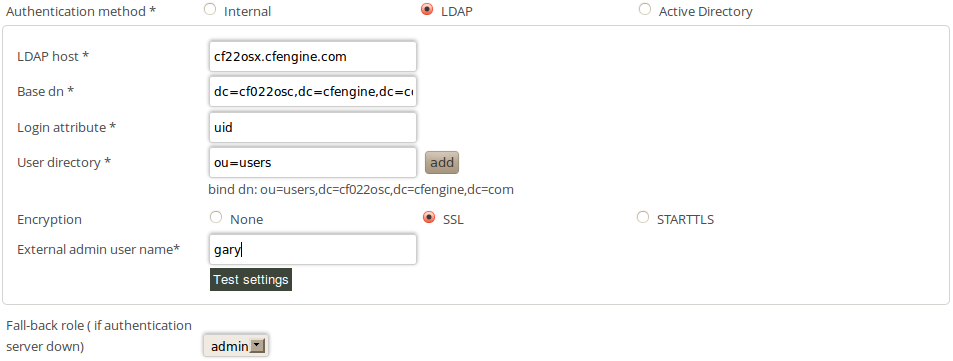 Authentication method * Internal LDAP Active Directory
LDAP host * cf22osx.cfengine.com
Base dn * dc=cf022osc,dc=cfengine,dc=c
Login attribute * uid
User directory * ou=users add
bind dn: ou=users,dc=cf022osc,dc=cfengine,dc=com
Encryption None SSL STARTTLS
External admin user name* gary
Test settings
Fall-back role ( if authentication
server down) admin